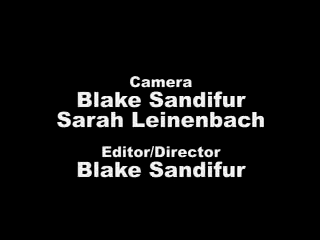 Camera
Blake Sandifur
Sarah Leinenbach
Editor/Director
Blake Sandifur